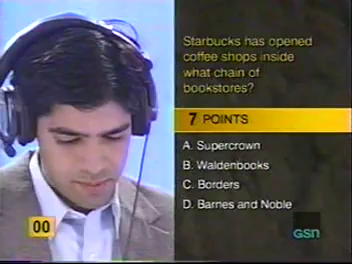 Starbucks has opened
coffee shops inside
what chain of
bookstores?
7 POINTS
A. Supercrown
B. Waldenbooks
C. Borders
D. Barnes and Noble
00
GSN